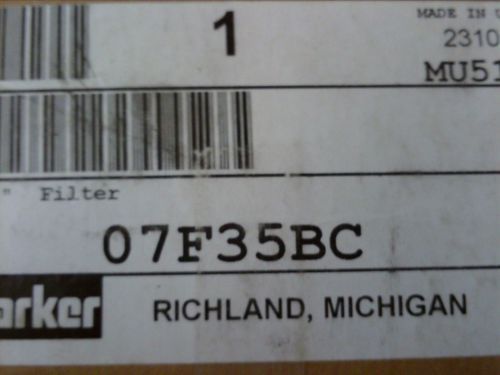 1
MADE IN
2310
MU51
" Filter
07F35BC
arker
RICHLAND, MICHIGAN